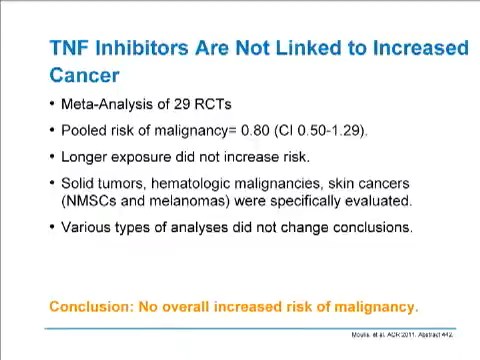 TNF Inhibitors Are Not Linked to Increased
Cancer
• Meta-Analysis of 29 RCTs
• Pooled risk of malignancy= 0.80 (CI 0.50-1.29).
• Longer exposure did not increase risk.
• Solid tumors, hematologic malignancies, skin cancers
(NMSCs and melanomas) were specifically evaluated.
• Various types of analyses did not change conclusions.
Conclusion: No overall increased risk of malignancy.
et al. ACR 2011. Abstract 442.